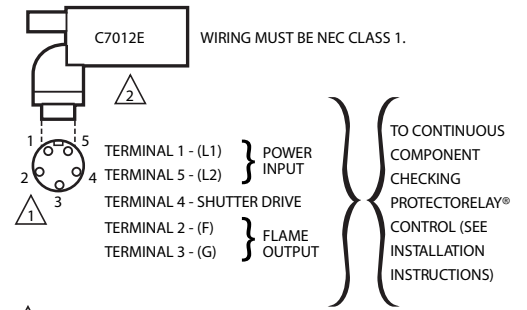 C7012E
WIRING MUST BE NEC CLASS 1.
2
1 5
2 4
3
1
TERMINAL 1 - (L1)
TERMINAL 5 - (L2)
POWER
INPUT
TERMINAL 4 - SHUTTER DRIVE
TERMINAL 2 - (F)
TERMINAL 3 - (G)
FLAME
OUTPUT
TO CONTINUOUS
COMPONENT
CHECKING
PROTECTORELAY®
CONTROL (SEE
INSTALLATION
INSTRUCTIONS)